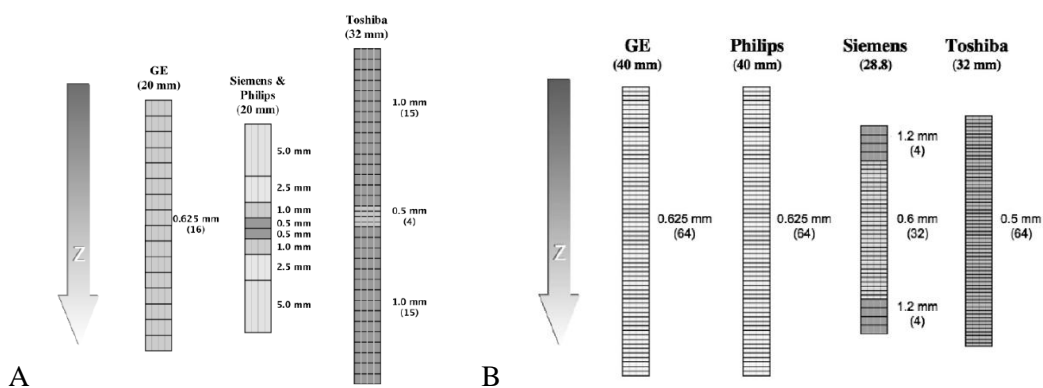 Toshiba
(32 mm)
GE
(20 mm)
Siemens &
Philips
(20 mm)
1.0 mm
(15)
5.0 mm
2.5 mm
1.0 mm
0.625 mm
(16)
0.5 mm
0.5 mm
0.5 mm
(4)
1.0 mm
2.5 mm
5.0 mm
1.0 mm
(15)
Z
A
GE
(40 mm)
Philips
(40 mm)
Siemens
(28.8)
Toshiba
(32 mm)
1.2 mm
(4)
0.625 mm
(64)
0.625 mm
(64)
0.6 mm
(32)
0.5 mm
(64)
1.2 mm
(4)
Z
B